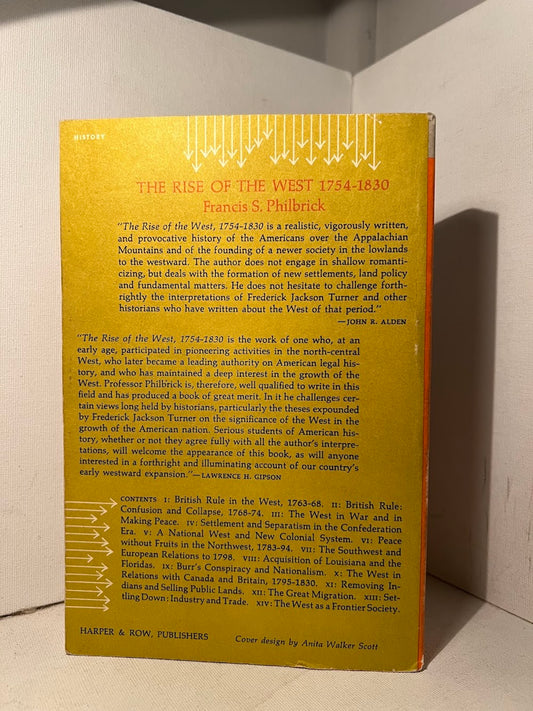 HISTORY
THE RISE OF THE WEST 1754-1830
Francis S. Philbrick
"The Rise of the West, 1754-1830 is a realistic, vigorously written,
and provocative history of the Americans over the Appalachian
Mountains and of the founding of a newer society in the lowlands
to the westward. The author does not engage in shallow romanti-
cizing, but deals with the formation of new settlements, land policy
and fundamental matters. He does not hesitate to challenge forth-
rightly the interpretations of Frederick Jackson Turner and other
historians who have written about the West of that period."
—JOHN R. ALDEN
"The Rise of the West, 1754-1830 is the work of one who, at an
early age, participated in pioneering activities in the north-central
West, who later became a leading authority on American legal his-
tory, and who has maintained a deep interest in the growth of the
West. Professor Philbrick is, therefore, well qualified to write in this
field and has produced a book of great merit. In it he challenges cer-
tain views long held by historians, particularly the theses expounded
by Frederick Jackson Turner on the significance of the West in the
growth of the American nation. Serious students of American his-
tory, whether or not they agree fully with all the author's interpre-
tations, will welcome the appearance of this book, as will anyone
interested in a forthright and illuminating account of our country's
early westward expansion."—LAWRENCE H. GIPSON
CONTENTS I: British Rule in the West, 1763-68. II: British Rule:
Confusion and Collapse, 1768-74. III: The West in War and in
Making Peace. IV: Settlement and Separatism in the Confederation
Era. V: A National West and New Colonial System. VI: Peace
without Fruits in the Northwest, 1783-94. VII: The Southwest and
European Relations to 1798. VIII: Acquisition of Louisiana and the
Floridas. IX: Burr's Conspiracy and Nationalism. X: The West in
Relations with Canada and Britain, 1795-1830. XI: Removing In-
dians and Selling Public Lands. XII: The Great Migration. XIII: Set-
tling Down: Industry and Trade. XIV: The West as a Frontier Society.
HARPER & ROW, PUBLISHERS
Cover design by Anita Walker Scott